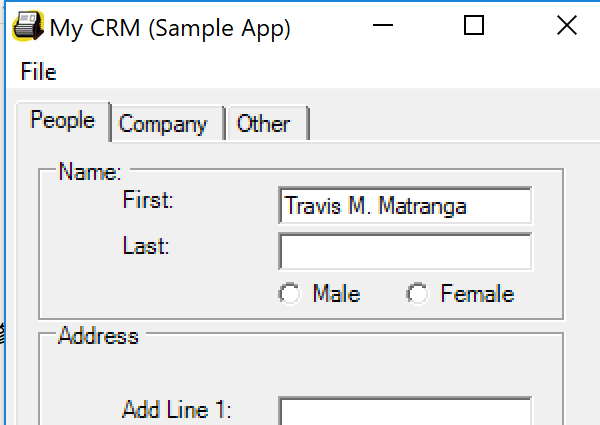 My CRM (Sample App)
File
People Company Other
Name:
First: Travis M. Matranga
Last:
Male Female
Address
Add Line 1: